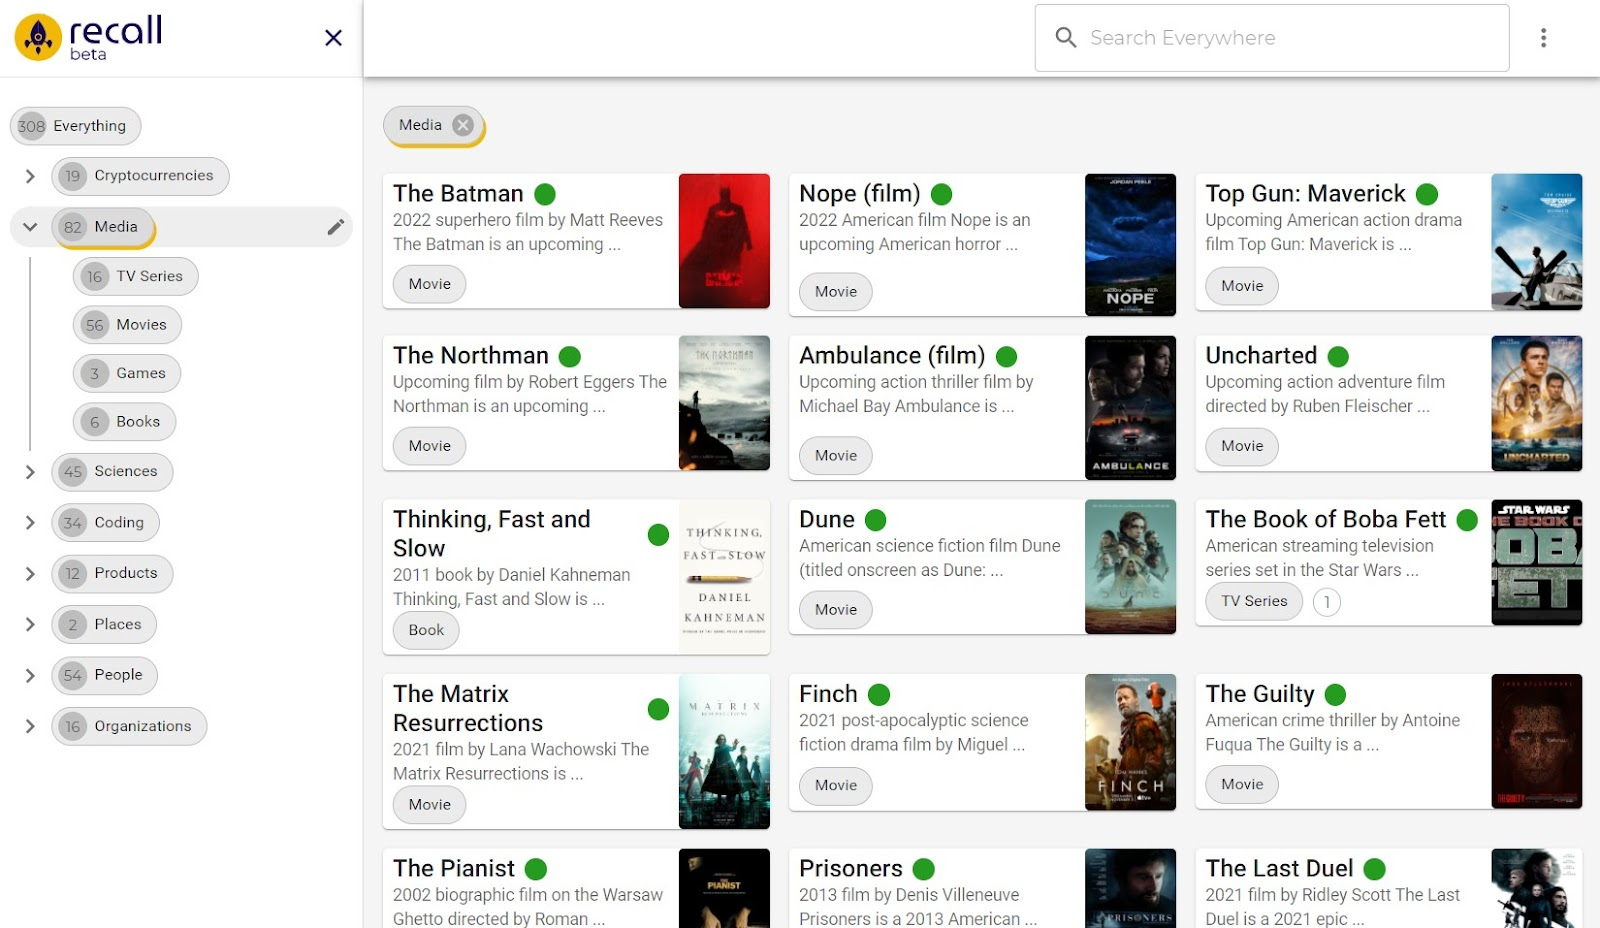 recall
beta
Search Everywhere
308 Everything
19 Cryptocurrencies
82 Media
16 TV Series
56 Movies
3 Games
6 Books
45 Sciences
34 Coding
12 Products
2 Places
54 People
16 Organizations
Media
The Batman
2022 superhero film by Matt Reeves
The Batman is an upcoming ...
Movie
Nope (film)
2022 American film Nope is an
upcoming American horror ...
Movie
JORDAN PEELE
NOPE
Top Gun: Maverick
Upcoming American action drama
film Top Gun: Maverick is ...
Movie
The Northman
Upcoming film by Robert Eggers The
Northman is an upcoming ...
Movie
THE NORTHMAN
Ambulance (film)
Upcoming action thriller film by
Michael Bay Ambulance is ...
Movie
AMBULANCE
Uncharted
Upcoming action adventure film
directed by Ruben Fleischer ...
Movie
UNCHARTED
Thinking, Fast and
Slow
2011 book by Daniel Kahneman
Thinking, Fast and Slow is ...
Book
THINKING,
FAST AND SLOW
DANIEL
KAHNEMAN
Dune
American science fiction film Dune
(titled onscreen as Dune: ...
Movie
DUNE
The Book of Boba Fett
American streaming television
series set in the Star Wars ...
TV Series 1
STAR WARS
The Matrix
Resurrections
2021 film by Lana Wachowski The
Matrix Resurrections is ...
Movie
MATRIX
Finch
2021 post-apocalyptic science
fiction drama film by Miguel ...
Movie
FINCH
The Guilty
American crime thriller by Antoine
Fuqua The Guilty is a ...
Movie
THE GUILTY
The Pianist
2002 biographic film on the Warsaw
Ghetto directed by Roman ...
THE
PIANIST
Prisoners
2013 film by Denis Villeneuve
Prisoners is a 2013 American ...
PRISONERS
The Last Duel
2021 film by Ridley Scott The Last
Duel is a 2021 epic ...